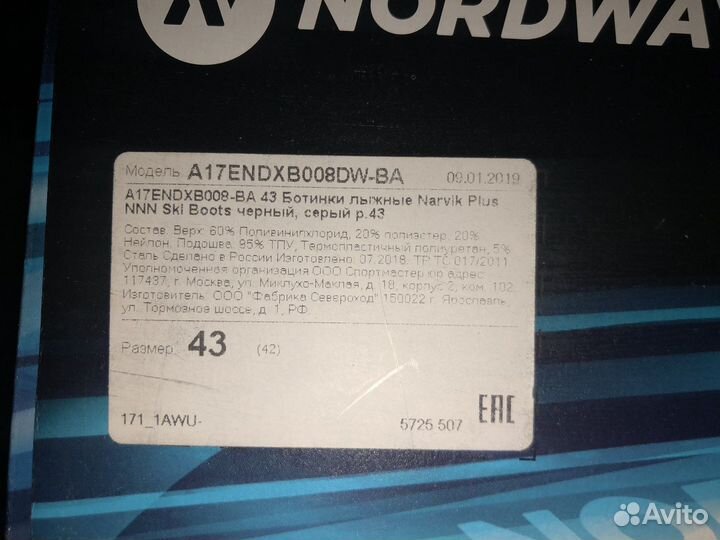 NORDWA
Модель: A17ENDXB008DW-BA 09.01.2019
A17ENDXB008-BA 43 Ботинки лыжные Narvik Plus
NNN Ski Boots черный, серый р.43
Состав: Верх: 60% Поливинилхлорид, 20% полиэстер, 20%
Нейлон, Подошва: 95% ТПУ, Термопластичный полиуретан, 5%
Сталь Сделано в России Изготовлено: 07.2018. ТР ТС 017/2011
Уполномоченная организация ООО Спортмастер юр адрес:
117437, г. Москва, ул. Миклухо-Маклая, д. 18, корпус 2, ком. 102.
Изготовитель: ООО "Фабрика Североход" 150022 г. Ярославль,
ул. Тормозное шоссе, д. 1, РФ
Размер: 43 (42)
171_1AWU- 5725 507
EAC
Avito